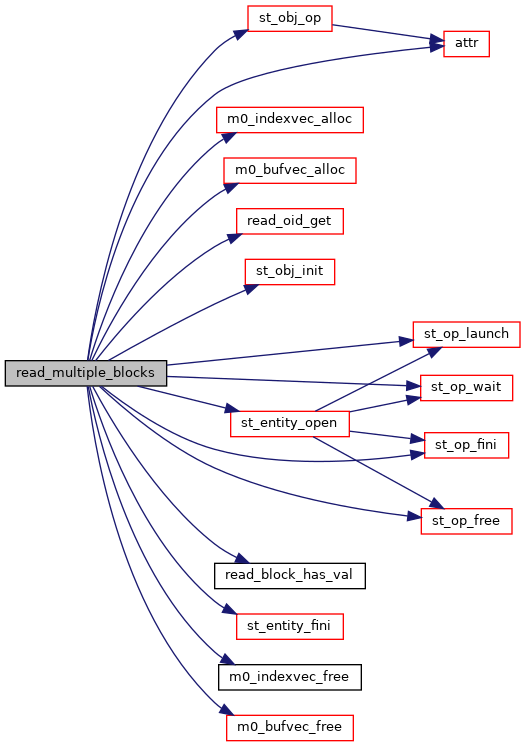 st_obj_op
attr
m0_indexvec_alloc
m0_bufvec_alloc
read_oid_get
st_obj_init
st_op_launch
read_multiple_blocks
st_op_wait
st_entity_open
st_op_fini
st_op_free
read_block_has_val
st_entity_fini
m0_indexvec_free
m0_bufvec_free